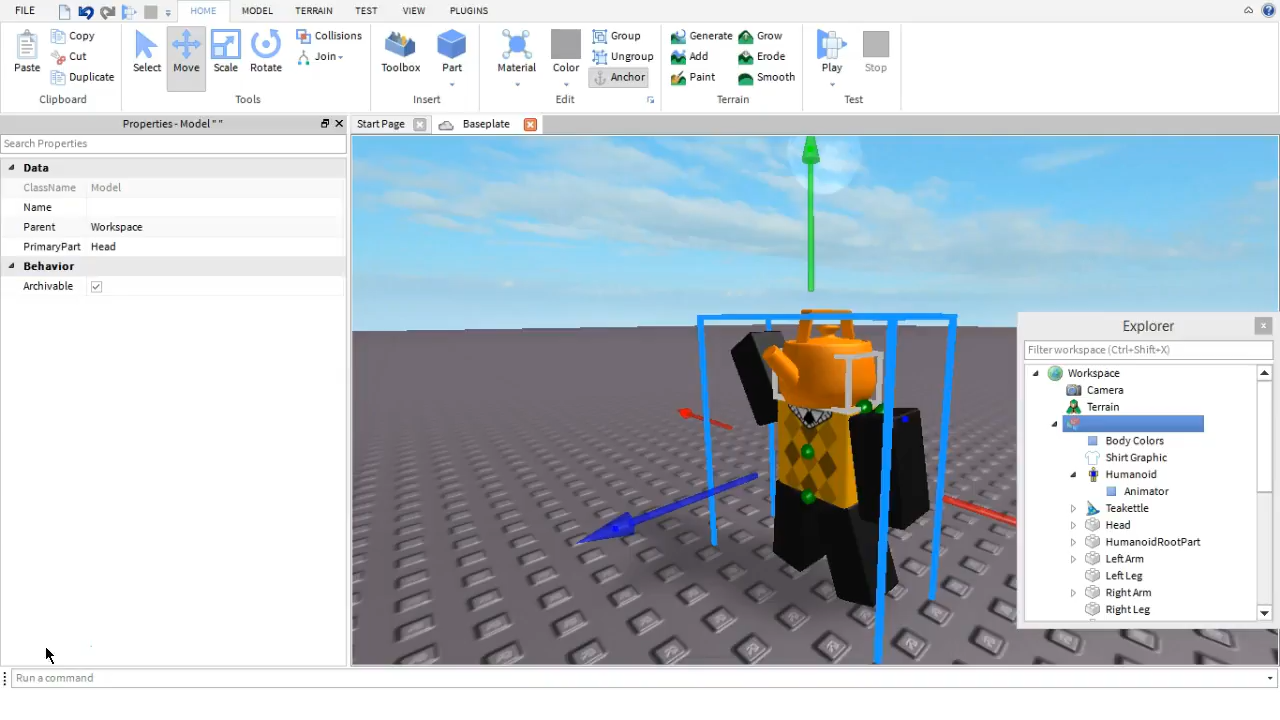 FILE HOME MODEL TERRAIN TEST VIEW PLUGINS
Paste
Copy
Cut
Duplicate
Clipboard
Select
Move
Scale
Rotate
Collisions
Join
Tools
Toolbox
Part
Insert
Material
Color
Group
Ungroup
Anchor
Edit
Generate
Add
Paint
Grow
Erode
Smooth
Terrain
Play
Stop
Test
Properties - Model " "
Search Properties
Data
ClassName Model
Name
Parent Workspace
PrimaryPart Head
Behavior
Archivable
Start Page
Baseplate
Explorer
Filter workspace (Ctrl+Shift+X)
Workspace
Camera
Terrain
Body Colors
Shirt Graphic
Humanoid
Animator
Teakettle
Head
HumanoidRootPart
Left Arm
Left Leg
Right Arm
Right Leg
Run a command